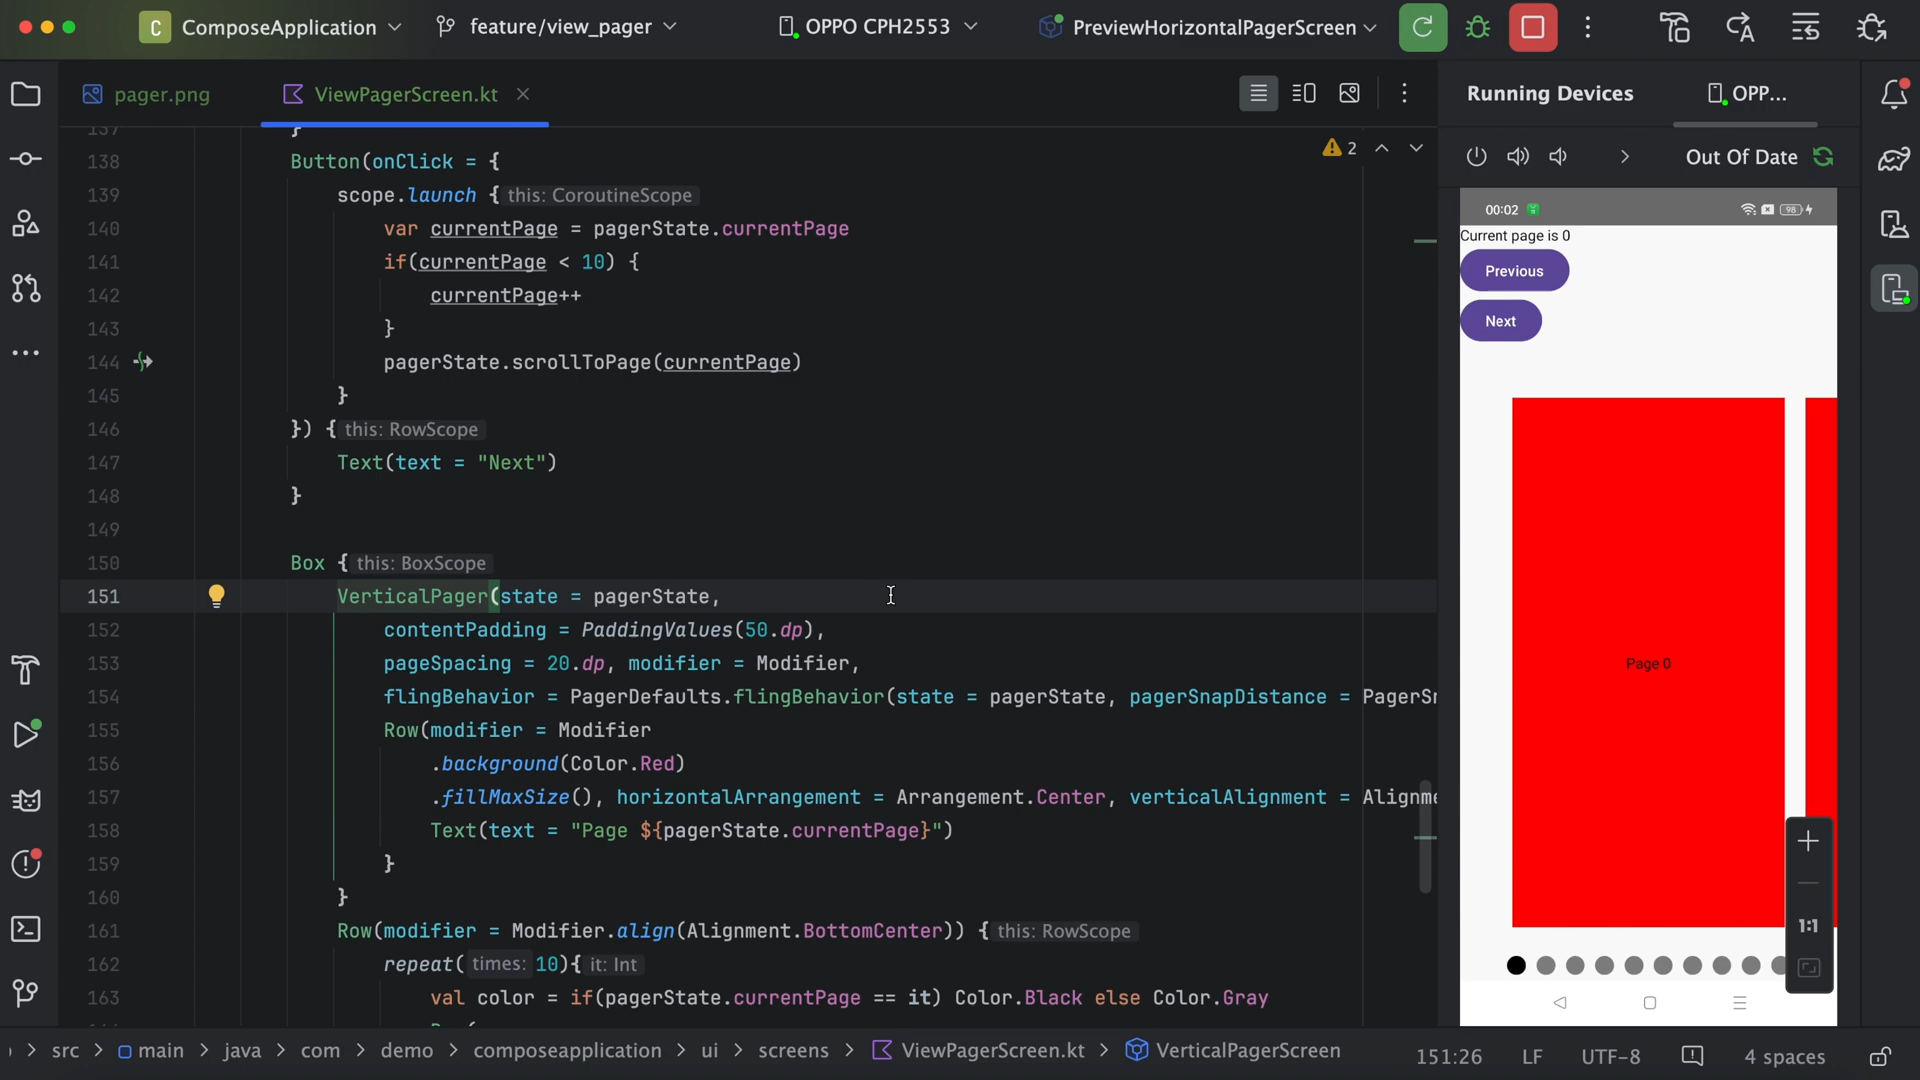 C ComposeApplication
feature/view_pager
OPPO CPH2553
PreviewHorizontalPagerScreen
pager.png
ViewPagerScreen.kt
Running Devices
OPP...
2
Out Of Date
137 }
138 Button(onClick = {
139 scope.launch { this: CoroutineScope
140 var currentPage = pagerState.currentPage
141 if(currentPage < 10) {
142 currentPage++
143 }
144 pagerState.scrollToPage(currentPage)
145 }
146 }) { this: RowScope
147 Text(text = "Next")
148 }
149
150 Box { this: BoxScope
151 VerticalPager(state = pagerState,
152 contentPadding = PaddingValues(50.dp),
153 pageSpacing = 20.dp, modifier = Modifier,
154 flingBehavior = PagerDefaults.flingBehavior(state = pagerState, pagerSnapDistance = PagerSn
155 Row(modifier = Modifier
156 .background(Color.Red)
157 .fillMaxSize(), horizontalArrangement = Arrangement.Center, verticalAlignment = Alignme
158 Text(text = "Page ${pagerState.currentPage}")
159 }
160 }
161 Row(modifier = Modifier.align(Alignment.BottomCenter)) { this: RowScope
162 repeat( times: 10){ it: Int
163 val color = if(pagerState.currentPage == it) Color.Black else Color.Gray
00:02
98
Current page is 0
Previous
Next
Page 0
1:1
src > main > java > com > demo > composeapplication > ui > screens > ViewPagerScreen.kt > VerticalPagerScreen
151:26 LF UTF-8 4 spaces